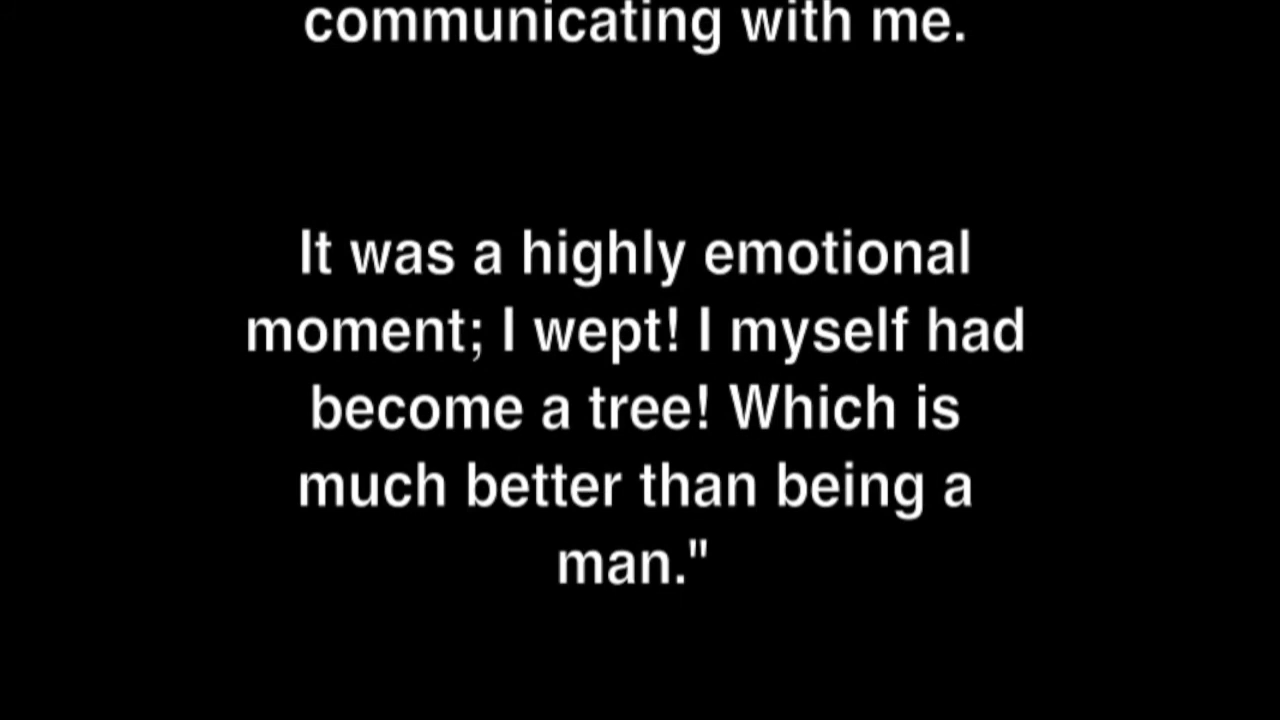 communicating with me.
It was a highly emotional
moment; I wept! I myself had
become a tree! Which is
much better than being a
man."